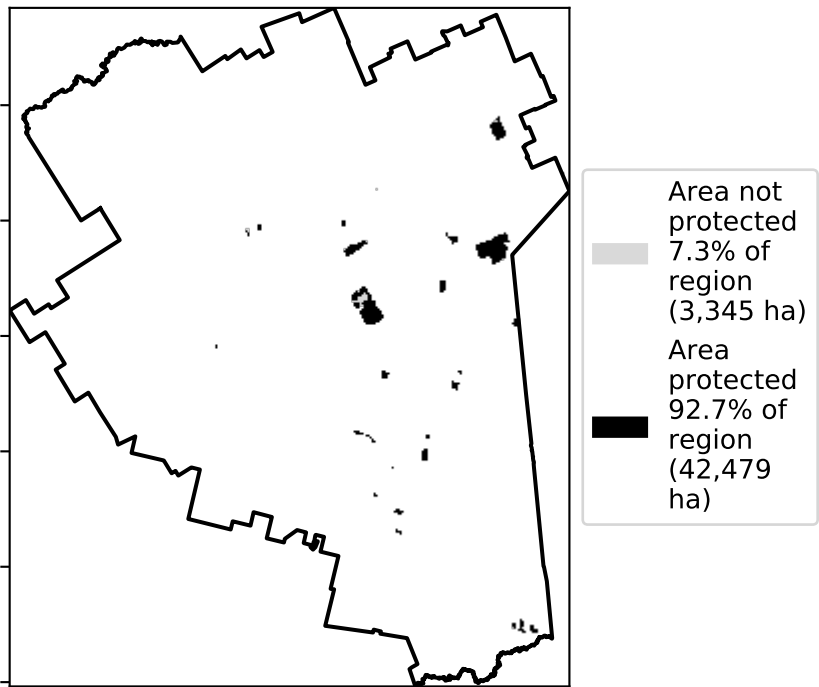 Area not
protected
7.3% of
region
(3,345 ha)
Area
protected
92.7% of
region
(42,479
ha)